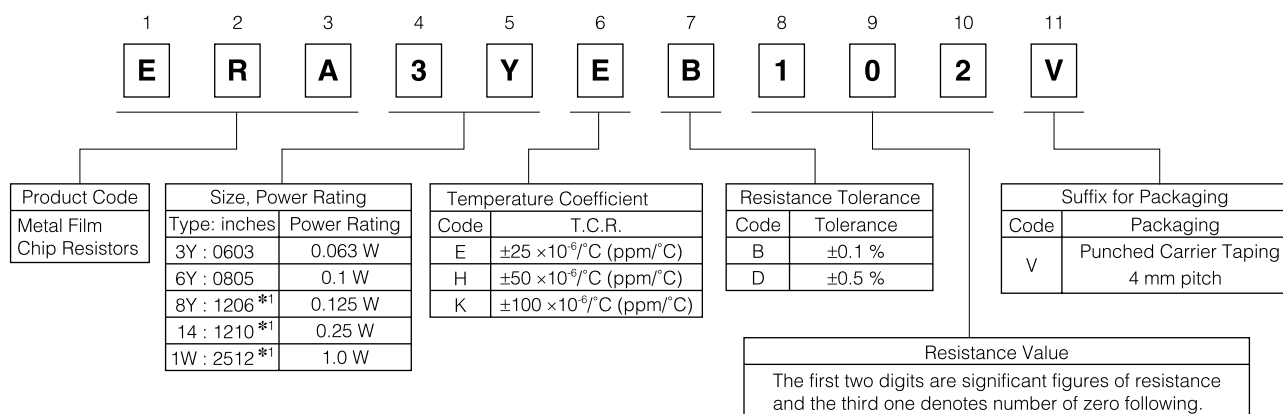 1 2 3 4 5 6 7 8 9 10 11
E R A 3 Y E B 1 0 2 V
Product Code
Metal Film
Chip Resistors
Size, Power Rating
Type: inches Power Rating
3Y : 0603 0.063 W
6Y : 0805 0.1 W
8Y : 1206 *1 0.125 W
14 : 1210 *1 0.25 W
1W : 2512 *1 1.0 W
Temperature Coefficient
Code T.C.R.
E ±25 ×10⁻⁶/°C (ppm/°C)
H ±50 ×10⁻⁶/°C (ppm/°C)
K ±100 ×10⁻⁶/°C (ppm/°C)
Resistance Tolerance
Code Tolerance
B ±0.1 %
D ±0.5 %
Suffix for Packaging
Code Packaging
V Punched Carrier Taping
4 mm pitch
Resistance Value
The first two digits are significant figures of resistance
and the third one denotes number of zero following.